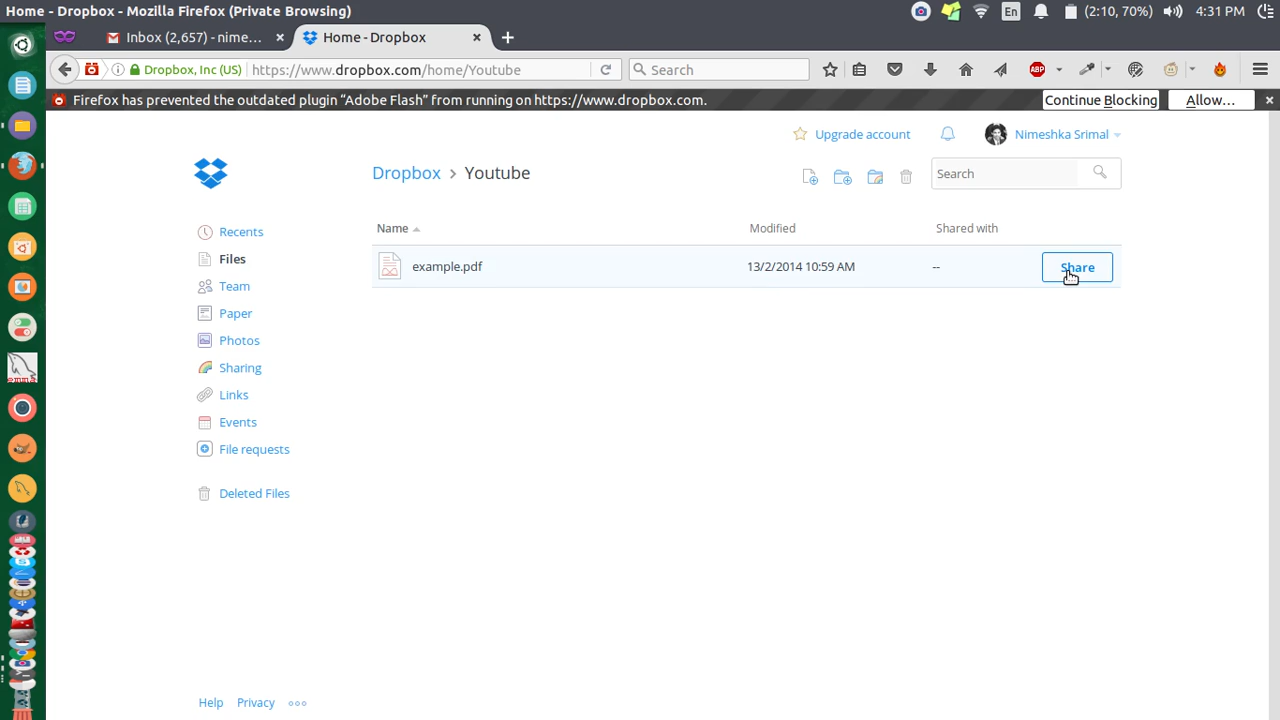 Home - Dropbox - Mozilla Firefox (Private Browsing)
En
(2:10, 70%)
4:31 PM
Inbox (2,657) - nime...
Home - Dropbox
Dropbox, Inc (US)
https://www.dropbox.com/home/Youtube
Search
ABP
Firefox has prevented the outdated plugin “Adobe Flash” from running on https://www.dropbox.com.
Continue Blocking
Allow...
Upgrade account
Nimeshka Srimal
Dropbox › Youtube
Search
Name
Modified
Shared with
example.pdf
13/2/2014 10:59 AM
--
Share
Recents
Files
Team
Paper
Photos
Sharing
Links
Events
File requests
Deleted Files
Help
Privacy